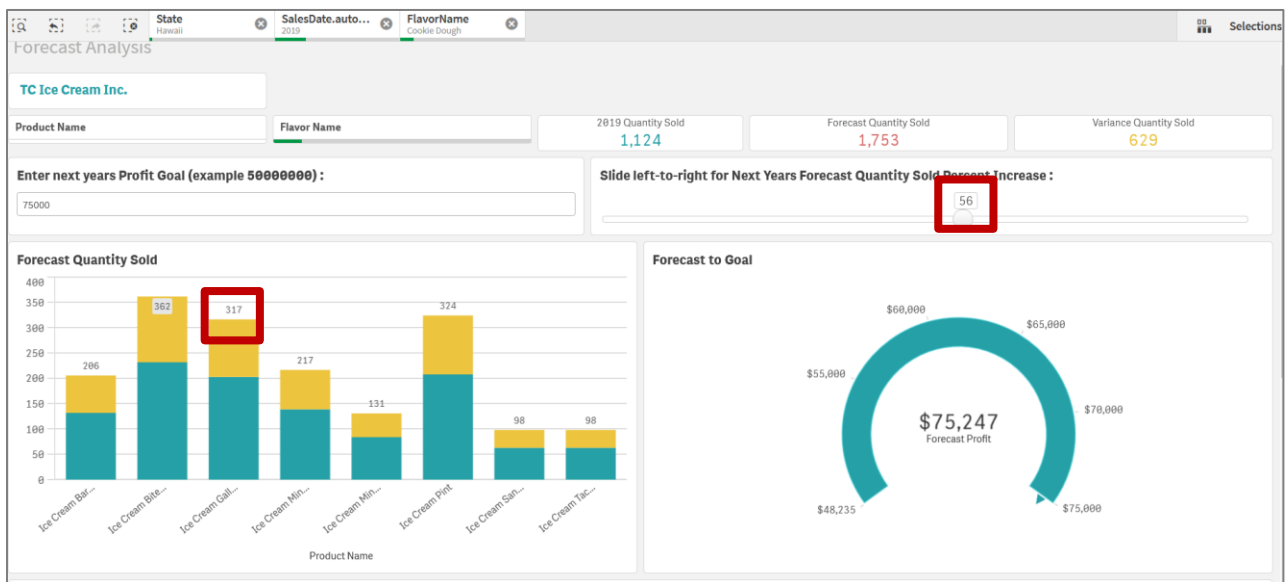 State
Hawaii
SalesDate.auto...
2019
FlavorName
Cookie Dough
Selections
Forecast Analysis
TC Ice Cream Inc.
Product Name
Flavor Name
2019 Quantity Sold
1,124
Forecast Quantity Sold
1,753
Variance Quantity Sold
629
Enter next years Profit Goal (example 50000000) :
75000
Slide left-to-right for Next Years Forecast Quantity Sold Percent Increase :
56
Forecast Quantity Sold
400
350
300
250
200
150
100
50
0
206
362
317
217
131
324
98
98
Ice Cream Bar...
Ice Cream Bite...
Ice Cream Gall...
Ice Cream Min...
Ice Cream Min...
Ice Cream Pint
Ice Cream San...
Ice Cream Tac...
Product Name
Forecast to Goal
$60,000
$65,000
$55,000
$70,000
$75,247
Forecast Profit
$48,235
$75,000